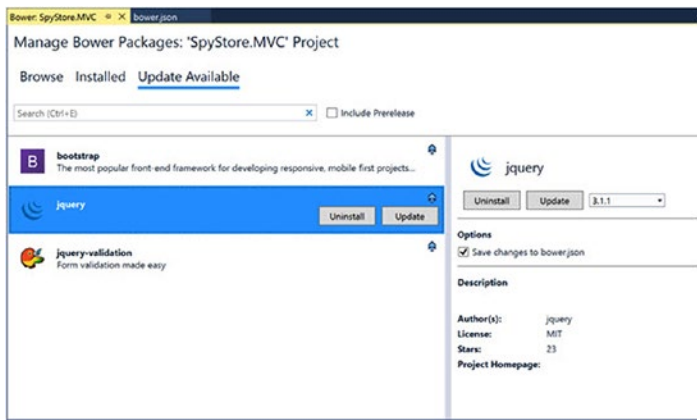 Bower: SpyStore.MVC
bower.json
Manage Bower Packages: 'SpyStore.MVC' Project
Browse Installed Update Available
Search (Ctrl+E)
Include Prerelease
B
bootstrap
The most popular front-end framework for developing responsive, mobile first projects...
jquery
Uninstall Update
jquery-validation
Form validation made easy
jquery
Uninstall Update 3.1.1
Options
Save changes to bower.json
Description
Author(s): jquery
License: MIT
Stars: 23
Project Homepage: